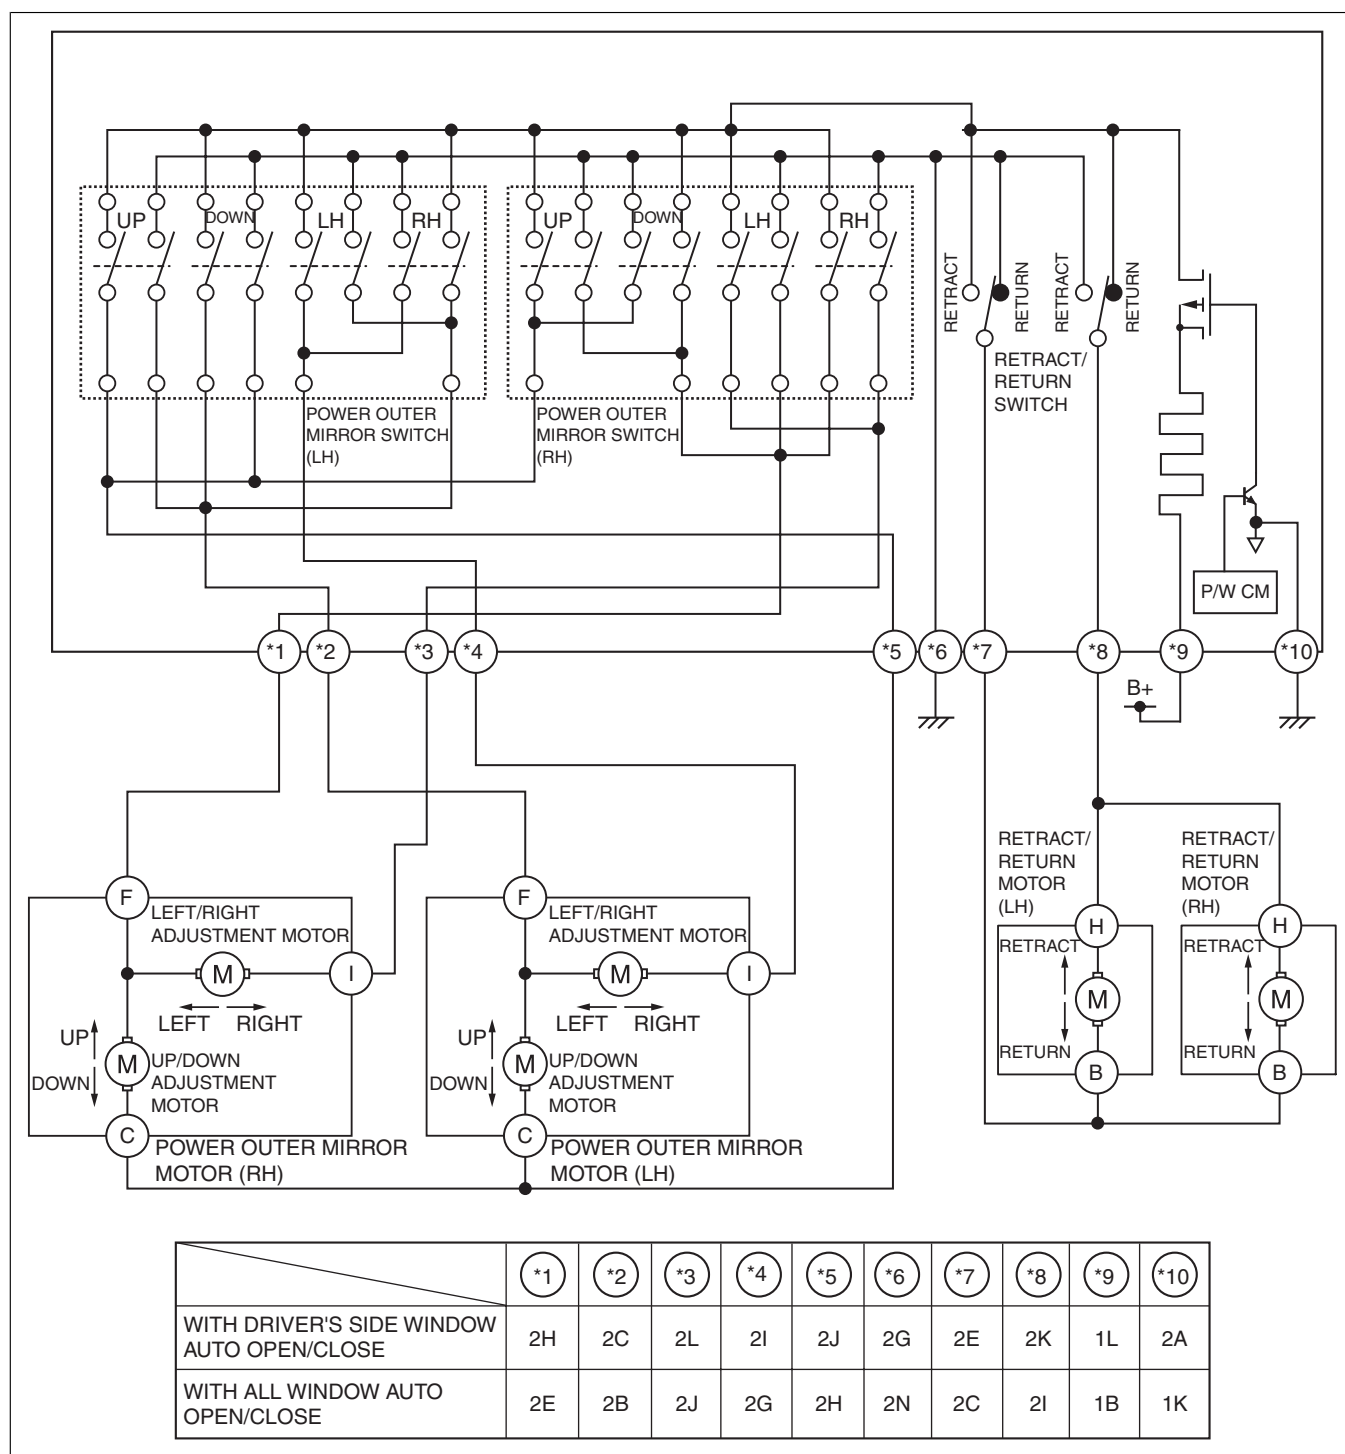 UP
DOWN
LH
RH
UP
DOWN
LH
RH
RETRACT
RETURN
RETRACT
RETURN
RETRACT/
RETURN
SWITCH
POWER OUTER
MIRROR SWITCH
(LH)
POWER OUTER
MIRROR SWITCH
(RH)
P/W CM
*1
*2
*3
*4
*5
*6
*7
*8
*9
*10
B+
F
LEFT/RIGHT
ADJUSTMENT MOTOR
M
I
LEFT
RIGHT
UP
DOWN
M
UP/DOWN
ADJUSTMENT
MOTOR
C
POWER OUTER MIRROR
MOTOR (RH)
F
LEFT/RIGHT
ADJUSTMENT MOTOR
M
I
LEFT
RIGHT
UP
DOWN
M
UP/DOWN
ADJUSTMENT
MOTOR
C
POWER OUTER MIRROR
MOTOR (LH)
RETRACT/
RETURN
MOTOR
(LH)
H
RETRACT
M
RETURN
B
RETRACT/
RETURN
MOTOR
(RH)
H
RETRACT
M
RETURN
B
*1 *2 *3 *4 *5 *6 *7 *8 *9 *10
WITH DRIVER'S SIDE WINDOW
AUTO OPEN/CLOSE
2H 2C 2L 2I 2J 2G 2E 2K 1L 2A
WITH ALL WINDOW AUTO
OPEN/CLOSE
2E 2B 2J 2G 2H 2N 2C 2I 1B 1K